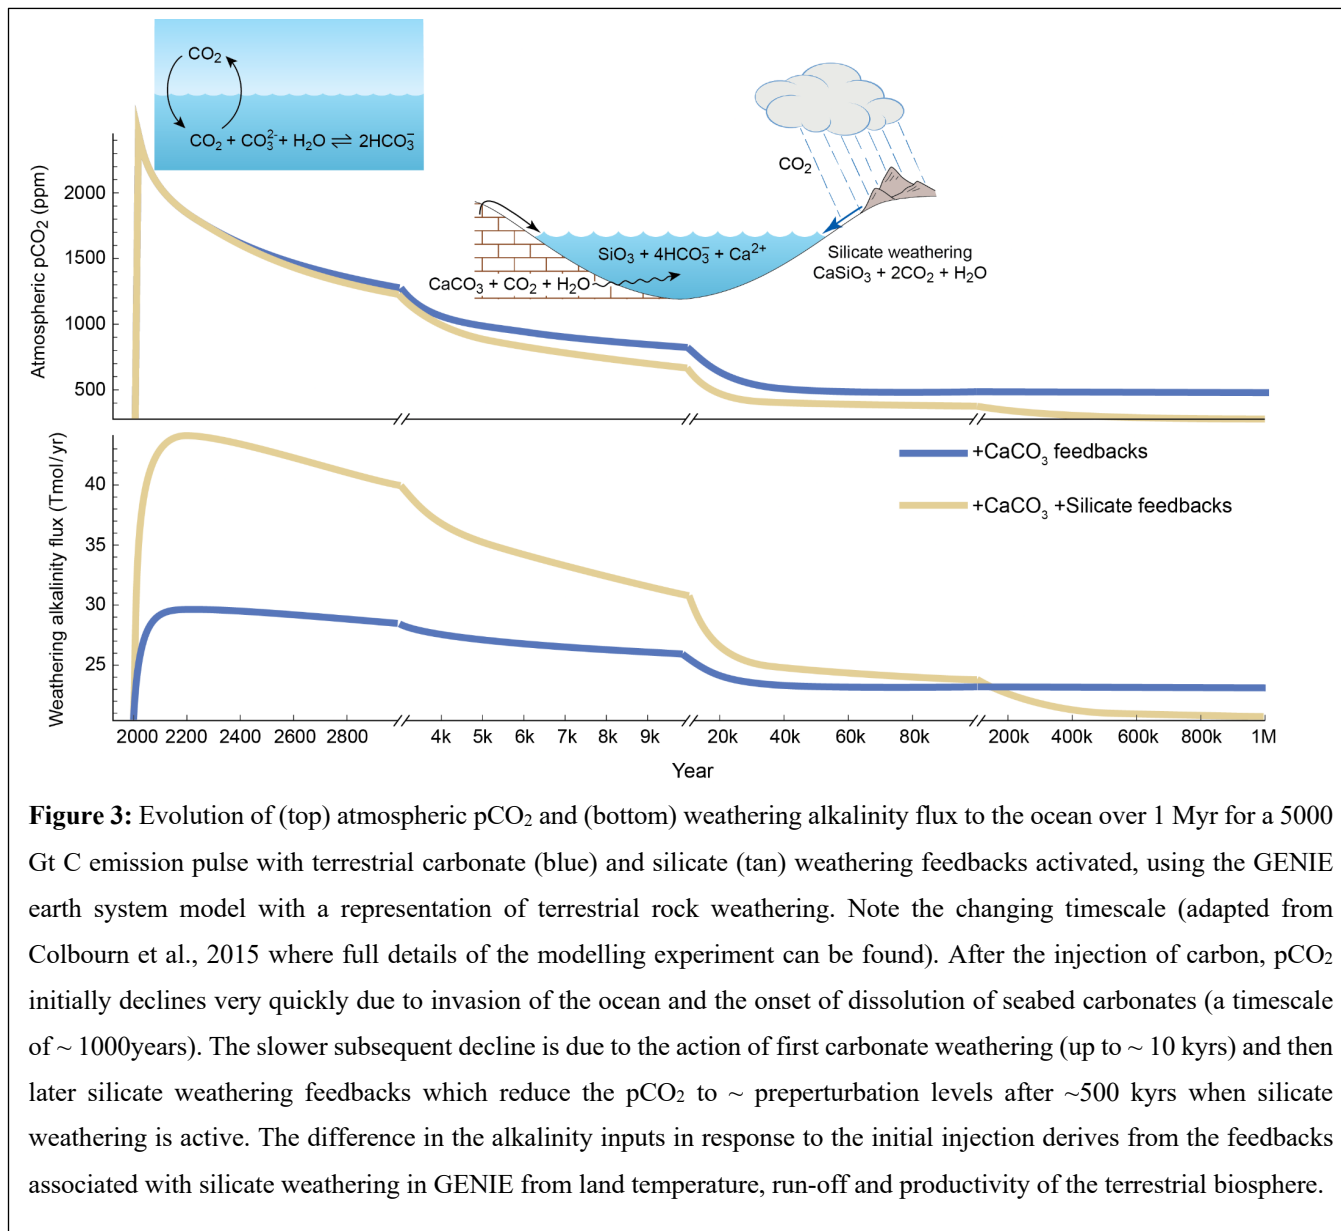 CO₂
CO₂ + CO₃²⁻ + H₂O ⇌ 2HCO₃⁻
Atmospheric pCO₂ (ppm)
2000
1500
1000
500
CO₂
SiO₃ + 4HCO₃⁻ + Ca²⁺
CaCO₃ + CO₂ + H₂O
Silicate weathering
CaSiO₃ + 2CO₂ + H₂O
Weathering alkalinity flux (Tmol/yr)
40
35
30
25
+CaCO₃ feedbacks
+CaCO₃ +Silicate feedbacks
2000 2200 2400 2600 2800 4k 5k 6k 7k 8k 9k 20k 40k 60k 80k 200k 400k 600k 800k 1M
Year
Figure 3: Evolution of (top) atmospheric pCO₂ and (bottom) weathering alkalinity flux to the ocean over 1 Myr for a 5000
Gt C emission pulse with terrestrial carbonate (blue) and silicate (tan) weathering feedbacks activated, using the GENIE
earth system model with a representation of terrestrial rock weathering. Note the changing timescale (adapted from
Colbourn et al., 2015 where full details of the modelling experiment can be found). After the injection of carbon, pCO₂
initially declines very quickly due to invasion of the ocean and the onset of dissolution of seabed carbonates (a timescale
of ~ 1000years). The slower subsequent decline is due to the action of first carbonate weathering (up to ~ 10 kyrs) and then
later silicate weathering feedbacks which reduce the pCO₂ to ~ preperturbation levels after ~500 kyrs when silicate
weathering is active. The difference in the alkalinity inputs in response to the initial injection derives from the feedbacks
associated with silicate weathering in GENIE from land temperature, run-off and productivity of the terrestrial biosphere.